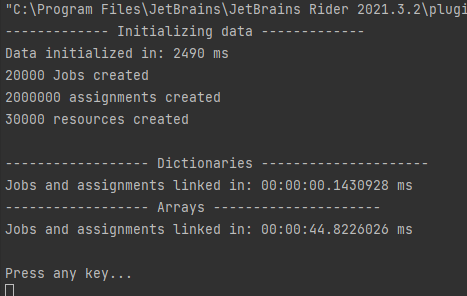 "C:\Program Files\JetBrains\JetBrains Rider 2021.3.2\plugi
------------- Initializing data -------------
Data initialized in: 2490 ms
20000 Jobs created
2000000 assignments created
30000 resources created
------------------ Dictionaries ---------------------
Jobs and assignments linked in: 00:00:00.1430928 ms
------------------ Arrays ---------------------
Jobs and assignments linked in: 00:00:44.8226026 ms
Press any key...